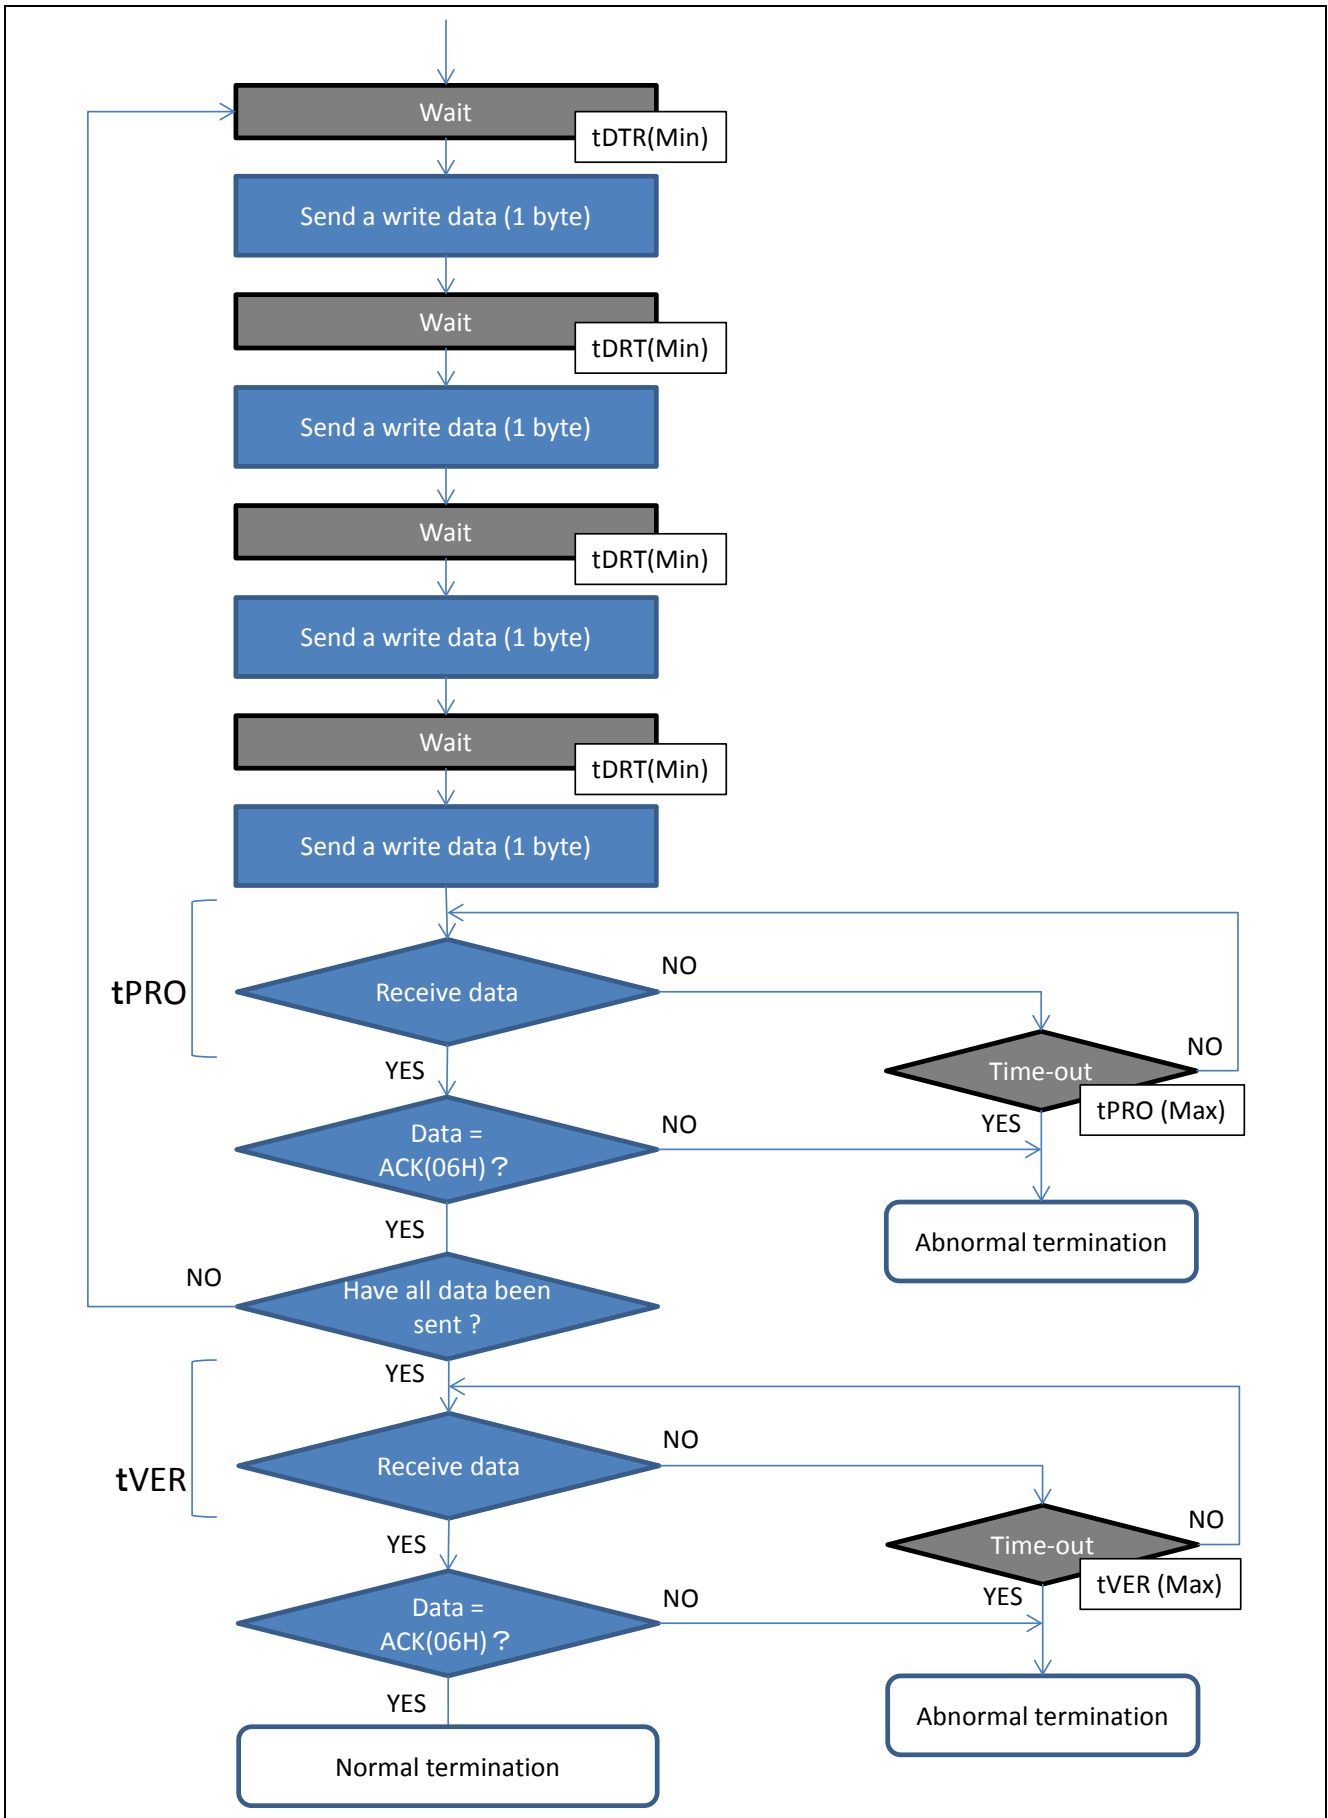 Wait
tDTR(Min)
Send a write data (1 byte)
Wait
tDRT(Min)
Send a write data (1 byte)
Wait
tDRT(Min)
Send a write data (1 byte)
Wait
tDRT(Min)
Send a write data (1 byte)
tPRO
Receive data
NO
YES
Time-out
NO
tPRO (Max)
YES
Data =
ACK(06H)？
NO
YES
Abnormal termination
NO
Have all data been
sent ?
YES
tVER
Receive data
NO
YES
Time-out
NO
tVER (Max)
YES
Data =
ACK(06H)？
NO
YES
Abnormal termination
Normal termination